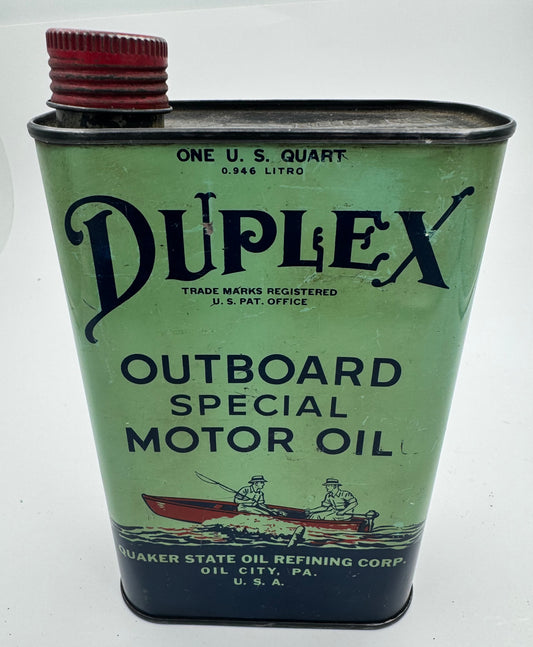 ONE U. S. QUART
0.946 LITRO
DUPLEX
TRADE MARKS REGISTERED
U. S. PAT. OFFICE
OUTBOARD
SPECIAL
MOTOR OIL
QUAKER STATE OIL REFINING CORP.
OIL CITY, PA.
U. S. A.